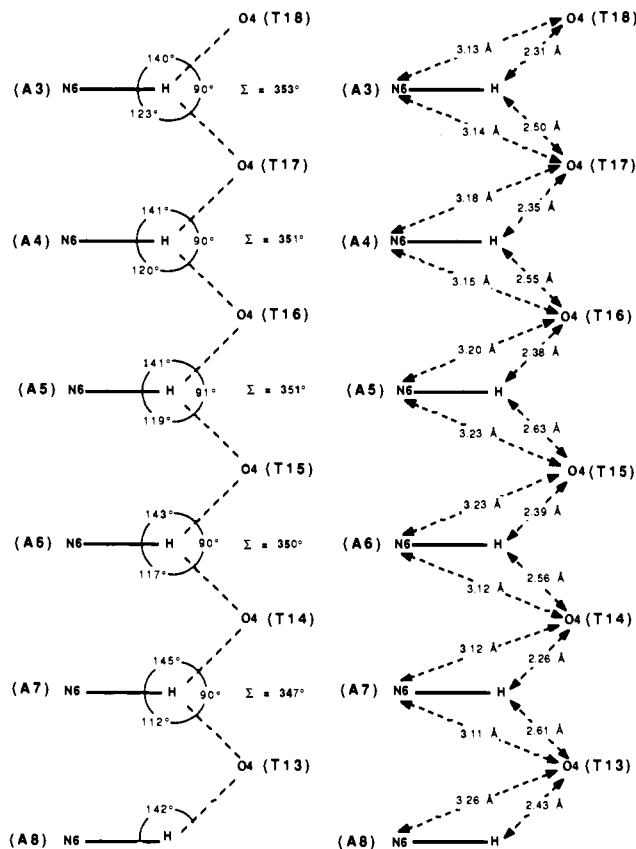 O4 (T18)
140°
(A3) N6 H 90° Σ = 353°
123°
O4 (T17)
141°
(A4) N6 H 90° Σ = 351°
120°
O4 (T16)
141°
(A5) N6 H 91° Σ = 351°
119°
O4 (T15)
143°
(A6) N6 H 90° Σ = 350°
117°
O4 (T14)
145°
(A7) N6 H 90° Σ = 347°
112°
O4 (T13)
142°
(A8) N6 H
O4 (T18)
3.13 Å 2.31 Å
(A3) N6 H
3.14 Å 2.50 Å
O4 (T17)
3.18 Å 2.35 Å
(A4) N6 H
3.15 Å 2.55 Å
O4 (T16)
3.20 Å 2.38 Å
(A5) N6 H
3.23 Å 2.63 Å
O4 (T15)
3.23 Å 2.39 Å
(A6) N6 H
3.12 Å 2.56 Å
O4 (T14)
3.12 Å 2.26 Å
(A7) N6 H
3.11 Å 2.61 Å
O4 (T13)
3.26 Å 2.43 Å
(A8) N6 H